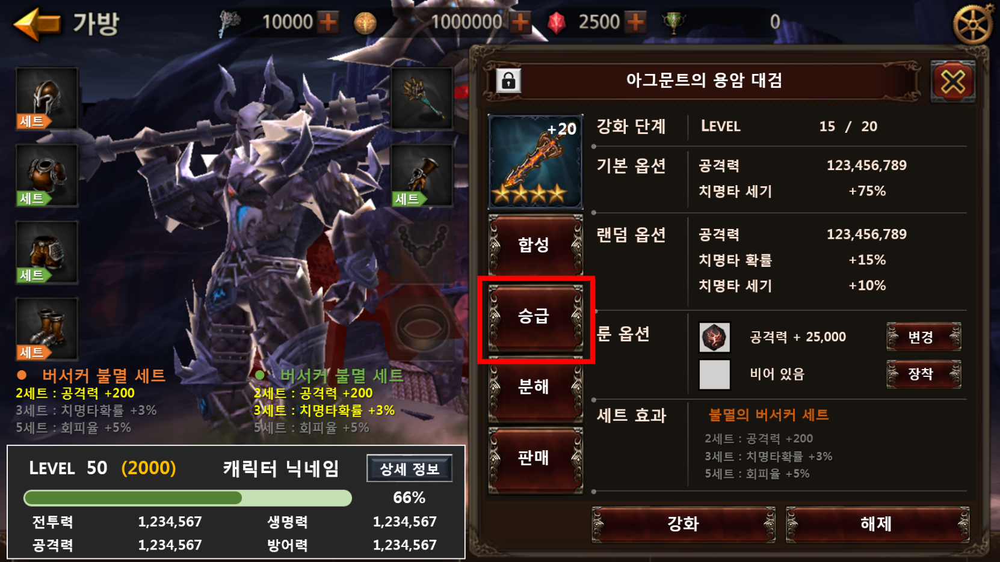 가방
10000
1000000
2500
0
세트
세트
세트
세트
세트
● 버서커 불멸 세트
2세트 : 공격력 +200
3세트 : 치명타확률 +3%
5세트 : 회피율 +5%
● 버서커 불멸 세트
2세트 : 공격력 +200
3세트 : 치명타확률 +3%
5세트 : 회피율 +5%
LEVEL 50 (2000) 캐릭터 닉네임 상세 정보
66%
전투력 1,234,567 생명력 1,234,567
공격력 1,234,567 방어력 1,234,567
아그문트의 용암 대검
+20
합성
승급
분해
판매
강화 단계 LEVEL 15 / 20
기본 옵션 공격력 123,456,789
치명타 세기 +75%
랜덤 옵션 공격력 123,456,789
치명타 확률 +15%
치명타 세기 +10%
룬 옵션 공격력 + 25,000 변경
비어 있음 장착
세트 효과 불멸의 버서커 세트
2세트 : 공격력 +200
3세트 : 치명타확률 +3%
5세트 : 회피율 +5%
강화 해제